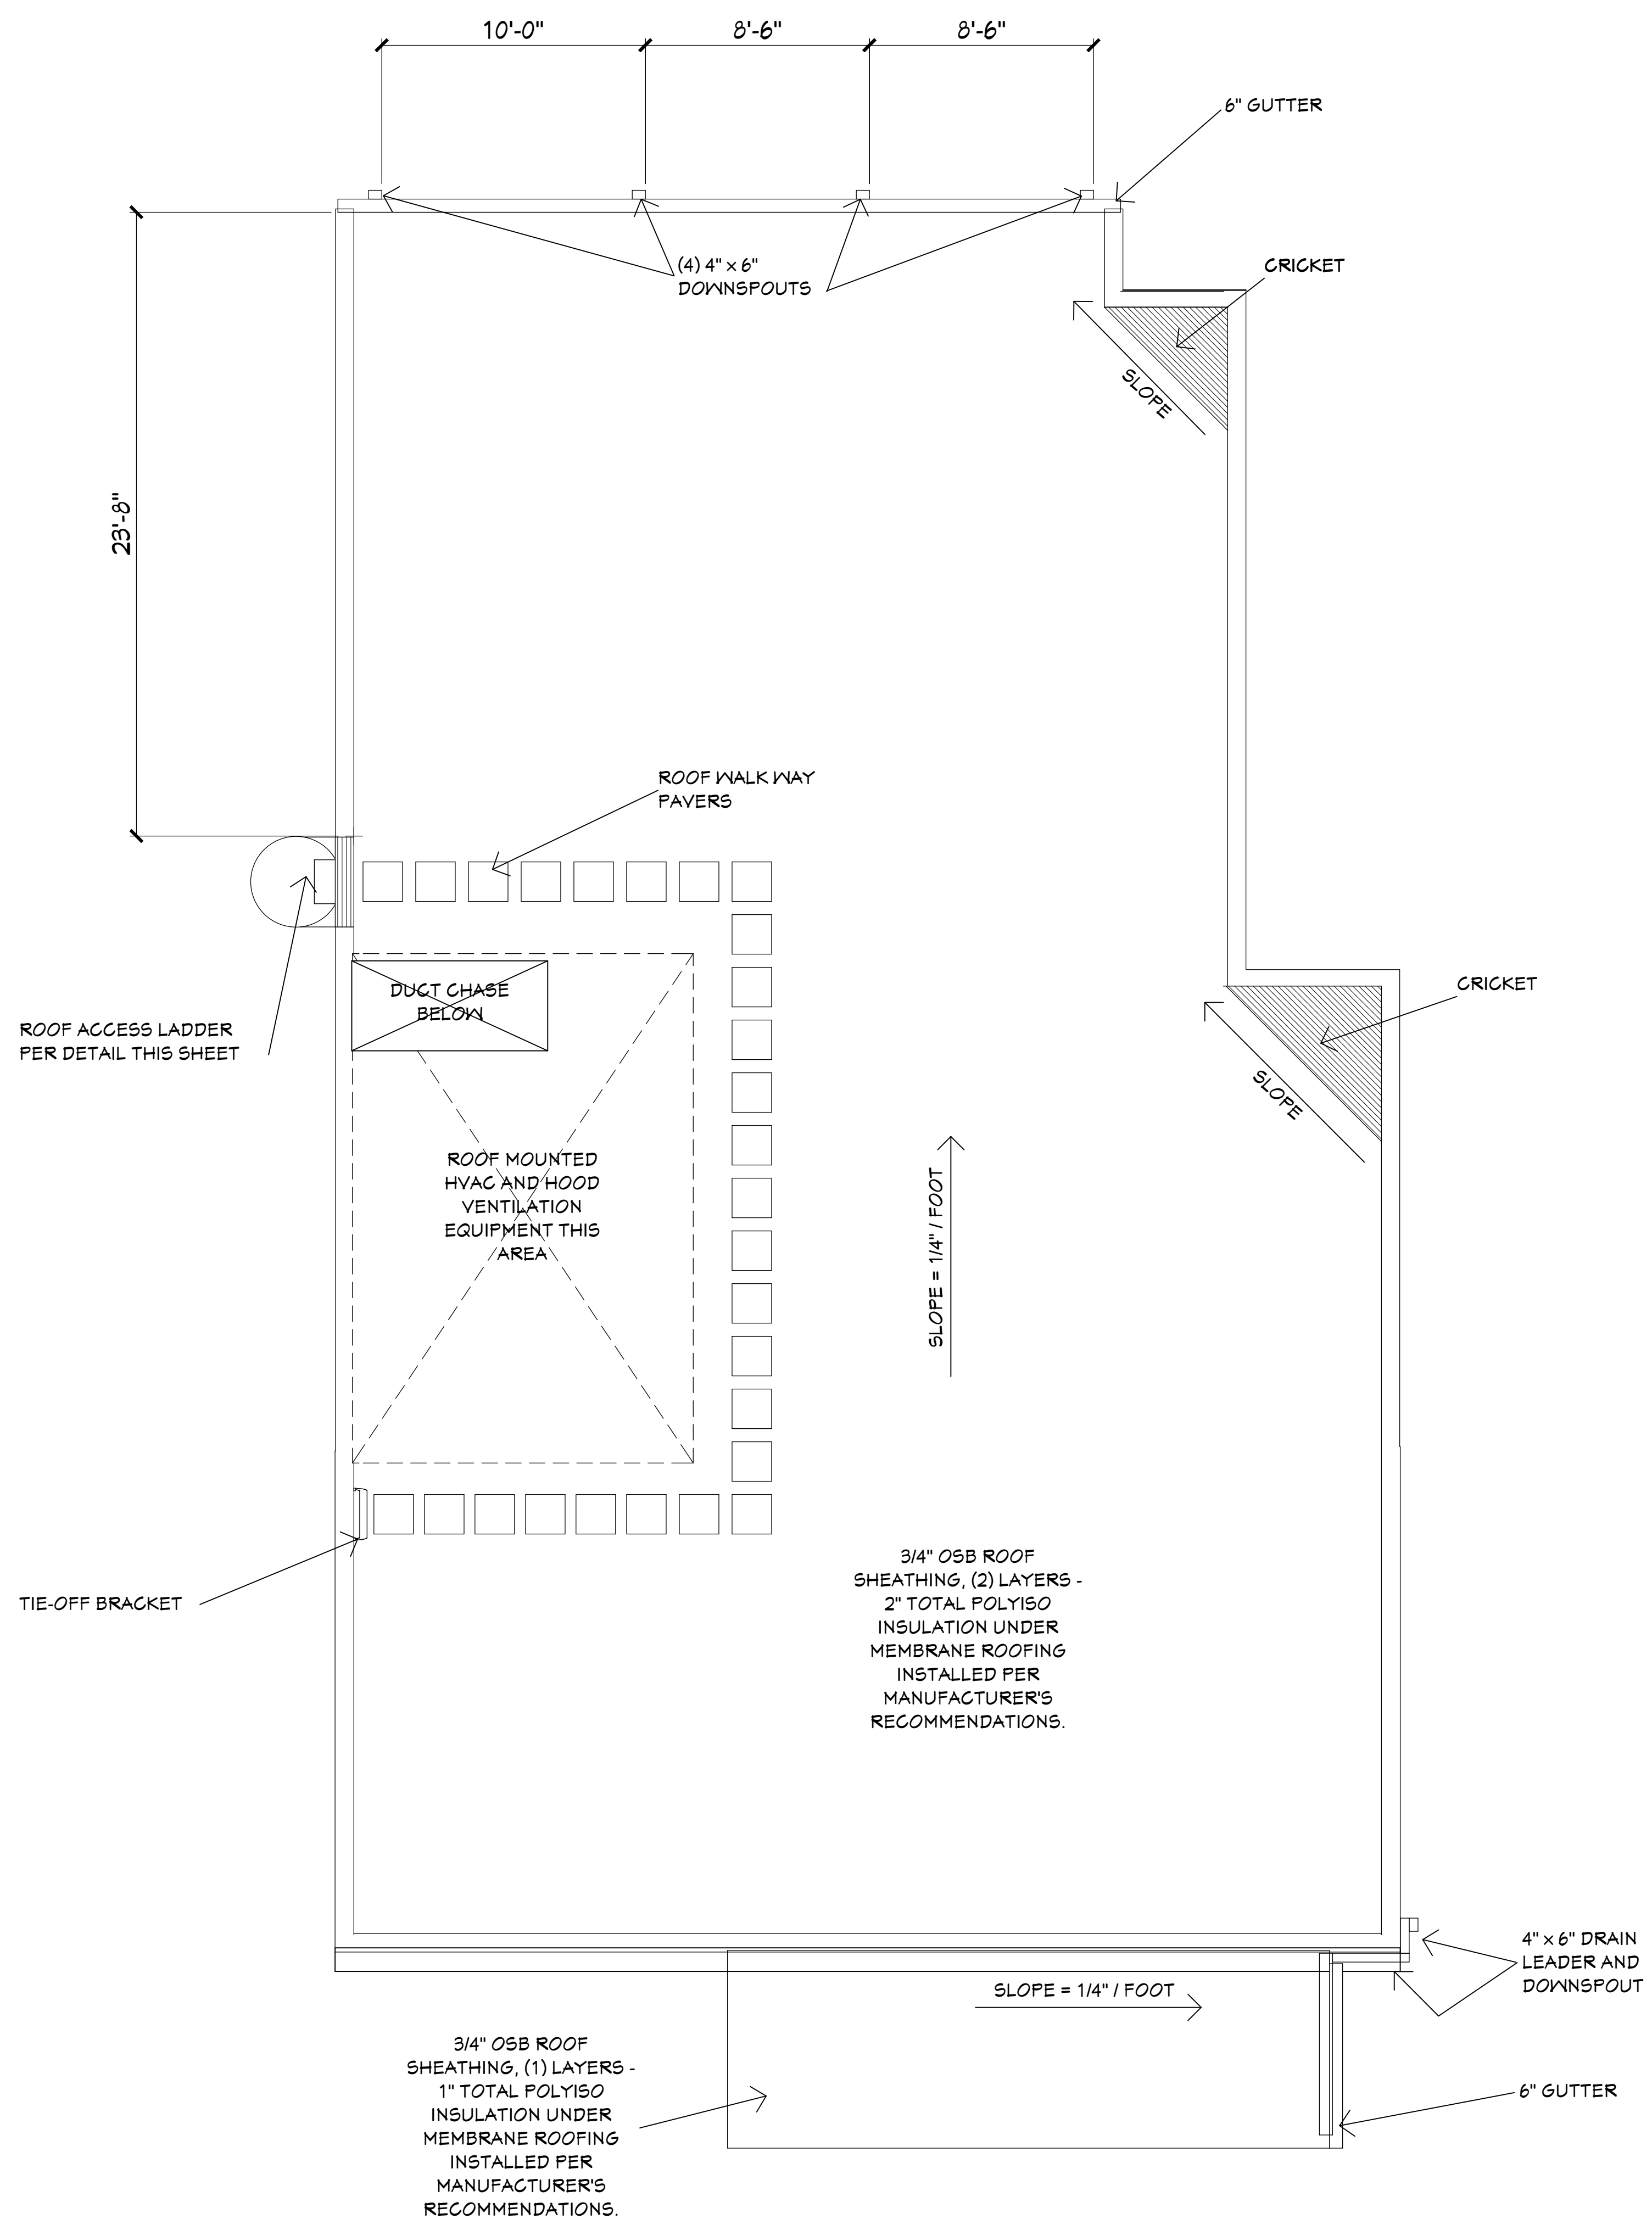 10'-0"
8'-6"
8'-6"
6" GUTTER
(4) 4" x 6"
DOWNSPOUTS
CRICKET
SLOPE
23'-8"
ROOF WALK WAY
PAVERS
DUCT CHASE
BELOW
CRICKET
ROOF ACCESS LADDER
PER DETAIL THIS SHEET
SLOPE
ROOF MOUNTED
HVAC AND HOOD
VENTILATION
EQUIPMENT THIS
AREA
SLOPE = 1/4" / FOOT
TIE-OFF BRACKET
3/4" OSB ROOF
SHEATHING, (2) LAYERS -
2" TOTAL POLYISO
INSULATION UNDER
MEMBRANE ROOFING
INSTALLED PER
MANUFACTURER'S
RECOMMENDATIONS.
4" x 6" DRAIN
LEADER AND
DOWNSPOUT
SLOPE = 1/4" / FOOT
3/4" OSB ROOF
SHEATHING, (1) LAYERS -
1" TOTAL POLYISO
INSULATION UNDER
MEMBRANE ROOFING
INSTALLED PER
MANUFACTURER'S
RECOMMENDATIONS.
6" GUTTER